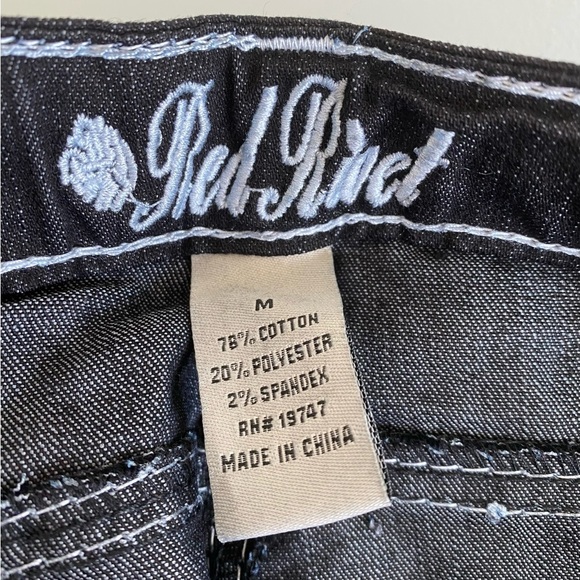 Red Rivet
M
78% COTTON
20% POLYESTER
2% SPANDEX
RN# 19747
MADE IN CHINA